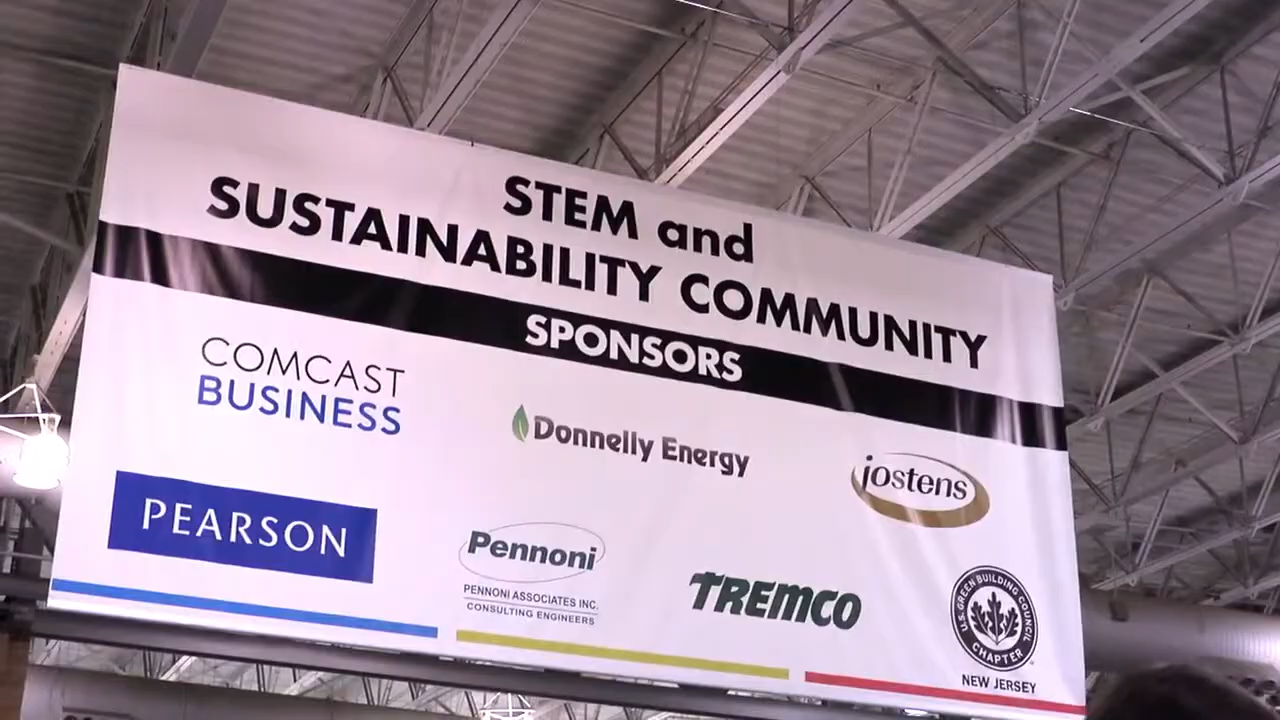 STEM and
SUSTAINABILITY COMMUNITY
SPONSORS
COMCAST
BUSINESS
Donnelly Energy
jostens
PEARSON
Pennoni
PENNONI ASSOCIATES INC.
CONSULTING ENGINEERS
TREMCO
U.S. GREEN BUILDING COUNCIL
CHAPTER
NEW JERSEY